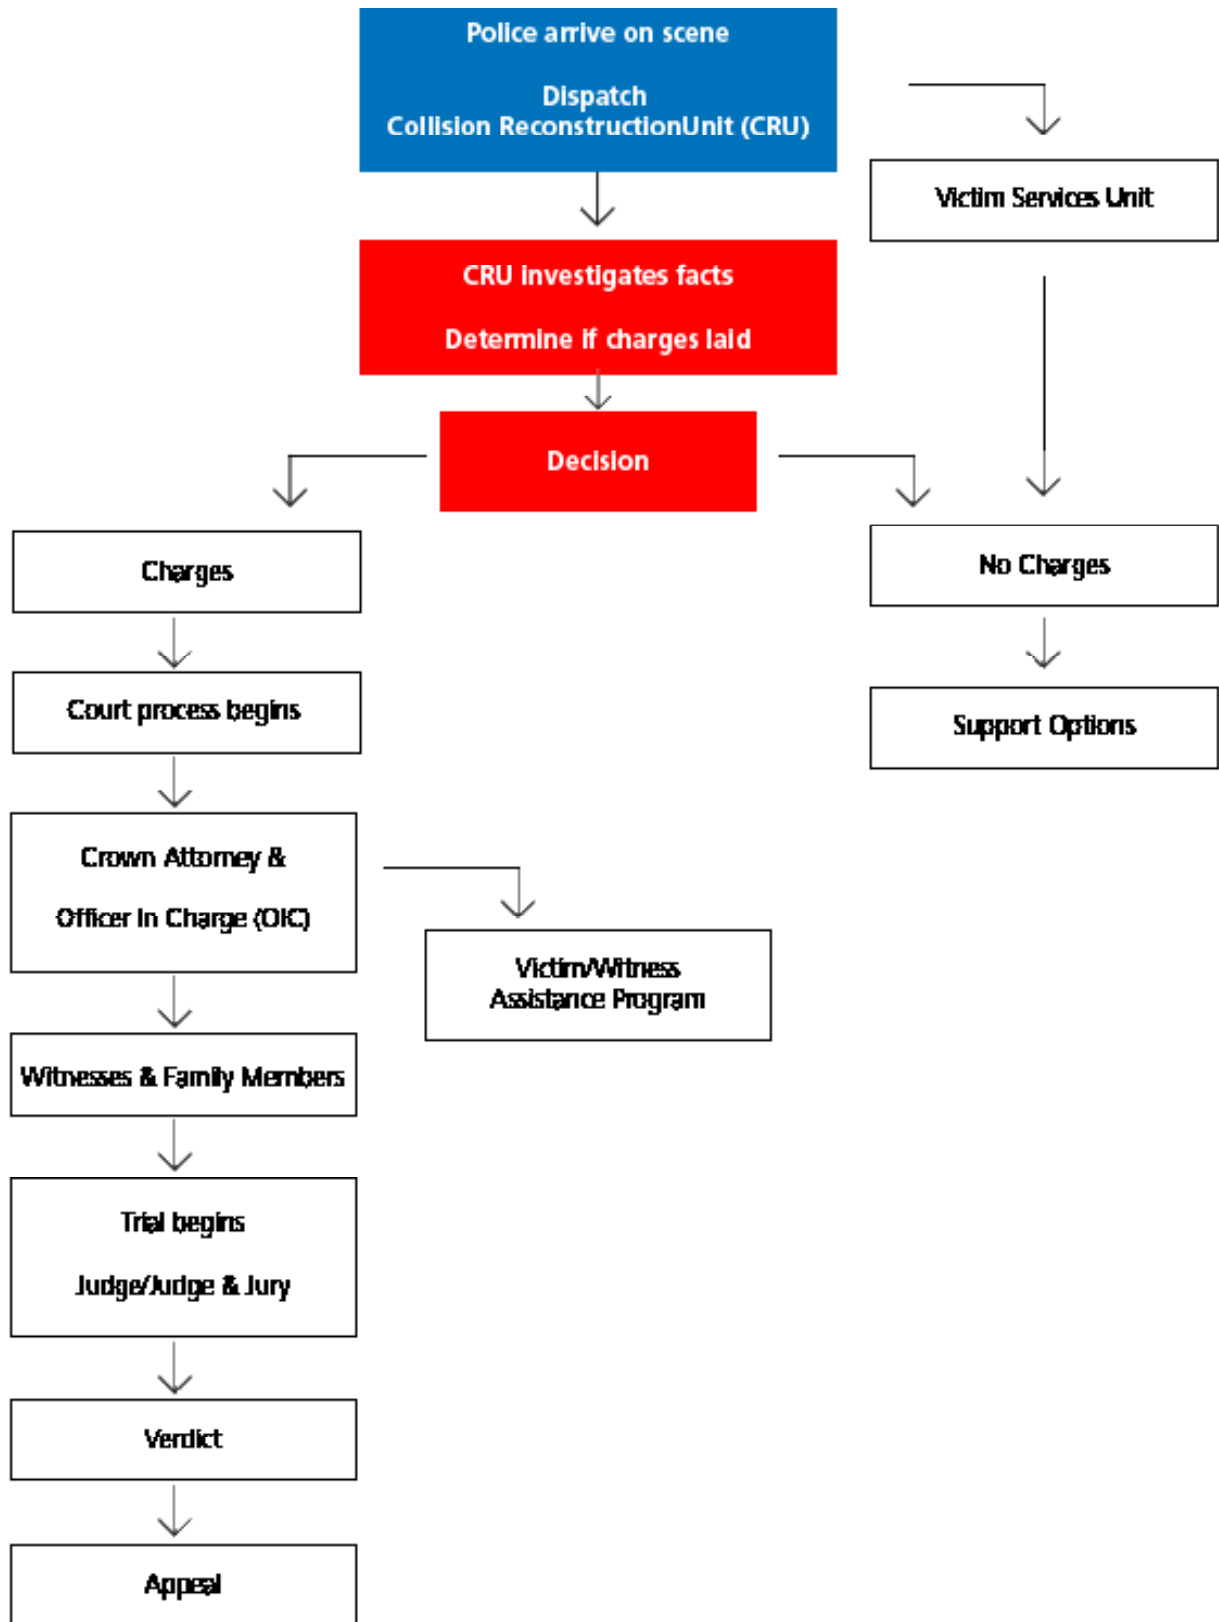 Police arrive on scene
Dispatch
Collision ReconstructionUnit (CRU)
Victim Services Unit
CRU investigates facts
Determine if charges laid
Decision
Charges
No Charges
Court process begins
Support Options
Crown Attorney &
Officer in Charge (OIC)
Victim/Witness
Assistance Program
Witnesses & Family Members
Trial begins
Judge/Judge & Jury
Verdict
Appeal